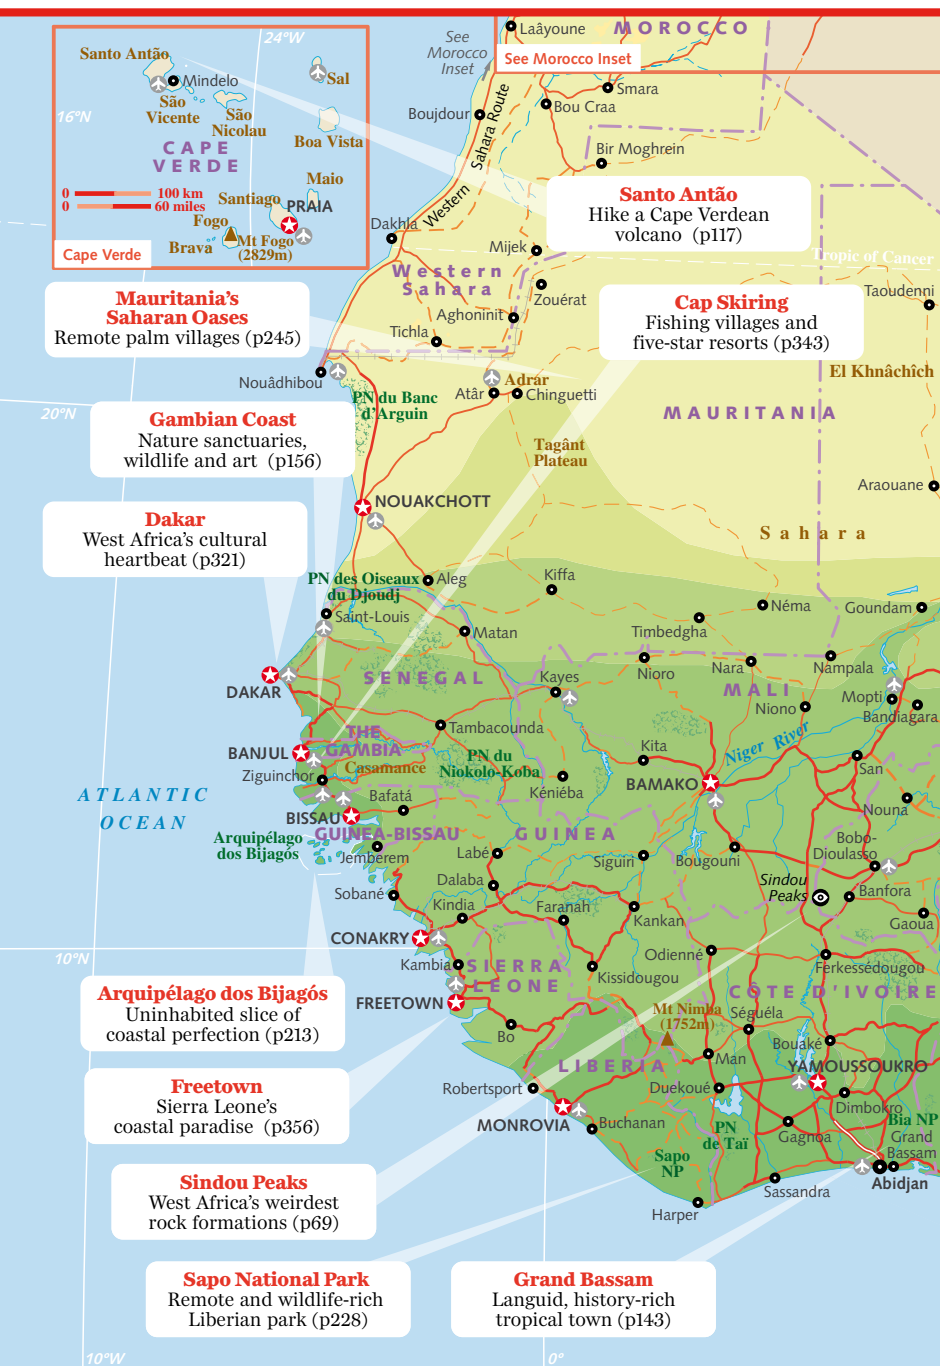 24°W
Santo Antão
Mindelo
Sal
16°N
São
Vicente
São
Nicolau
Boa Vista
CAPE
VERDE
Maio
0 100 km
0 60 miles
Santiago
PRAIA
Fogo
Brava
Mt Fogo
(2829m)
Cape Verde
See
Morocco
Inset
Laâyoune
MOROCCO
See Morocco Inset
Smara
Bou Craa
Boujdour
Bir Moghrein
Western Sahara Route
Santo Antão
Hike a Cape Verdean
volcano (p117)
Dakhla
Mijek
Tropic of Cancer
Western
Sahara
Zouérat
Taoudenni
Aghoninit
Tichla
Mauritania's
Saharan Oases
Remote palm villages (p245)
Cap Skiring
Fishing villages and
five-star resorts (p343)
Nouâdhibou
Adrar
Atâr
Chinguetti
El Khnâchîch
20°N
PN du Banc
d'Arguin
MAURITANIA
Gambian Coast
Nature sanctuaries,
wildlife and art (p156)
Tagânt
Plateau
Araouane
NOUAKCHOTT
Dakar
West Africa's cultural
heartbeat (p321)
Sahara
PN des Oiseaux
du Djoudj
Aleg
Kiffa
Néma
Goundam
Saint-Louis
Matan
Timbedgha
Nioro
Nara
Nampala
DAKAR
SENEGAL
Kayes
MALI
Niono
Mopti
Bandiagara
Tambacounda
THE
GAMBIA
BANJUL
Casamance
PN du
Niokolo-Koba
Kita
Niger River
San
Ziguinchor
Kéniéba
BAMAKO
Nouna
ATLANTIC
OCEAN
Bafatá
BISSAU
GUINEA-BISSAU
GUINEA
Bobo-
Dioulasso
Arquipélago
dos Bijagós
Jemberem
Labé
Siguiri
Bougouni
Dalaba
Sindou
Peaks
Banfora
Sobané
Kindia
Faranah
Kankan
Gaoua
CONAKRY
10°N
Odienné
Kambia
SIERRA
LEONE
Kissidougou
Ferkessédougou
CÔTE D'IVOIRE
FREETOWN
Arquipélago dos Bijagós
Uninhabited slice of
coastal perfection (p213)
Mt Nimba
(1752m)
Séguéla
Bo
Bouaké
Man
LIBERIA
YAMOUSSOUKRO
Freetown
Sierra Leone's
coastal paradise (p356)
Robertsport
Duekoué
Dimbokro
MONROVIA
Buchanan
PN
de Taï
Gagnoa
Bia NP
Grand
Bassam
Sapo
NP
Abidjan
Sassandra
Sindou Peaks
West Africa's weirdest
rock formations (p69)
Harper
Sapo National Park
Remote and wildlife-rich
Liberian park (p228)
Grand Bassam
Languid, history-rich
tropical town (p143)
10°W
0°